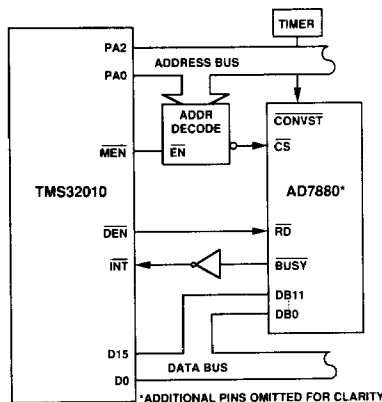 TIMER
PA2
ADDRESS BUS
PA0
ADDR
DECODE
CONVST
MEN
EN
CS
TMS32010
AD7880*
DEN
RD
INT
BUSY
DB11
DB0
D15
DATA BUS
D0
*ADDITIONAL PINS OMITTED FOR CLARITY